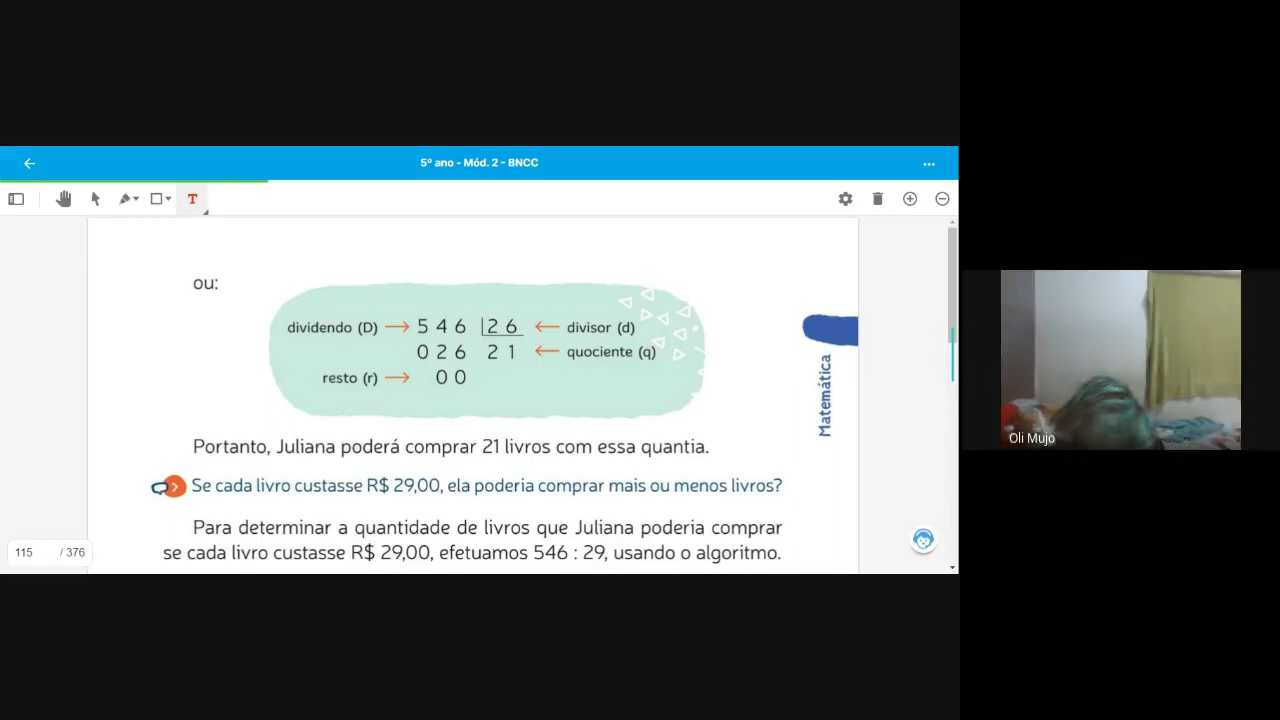 5º ano - Mód. 2 - BNCC
T
ou:
dividendo (D) → 5 4 6 26 ← divisor (d)
0 2 6 2 1 ← quociente (q)
resto (r) → 0 0
Matemática
Portanto, Juliana poderá comprar 21 livros com essa quantia.
Se cada livro custasse R$ 29,00, ela poderia comprar mais ou menos livros?
Para determinar a quantidade de livros que Juliana poderia comprar
se cada livro custasse R$ 29,00, efetuamos 546 : 29, usando o algoritmo.
115 / 376
Oli Mujo